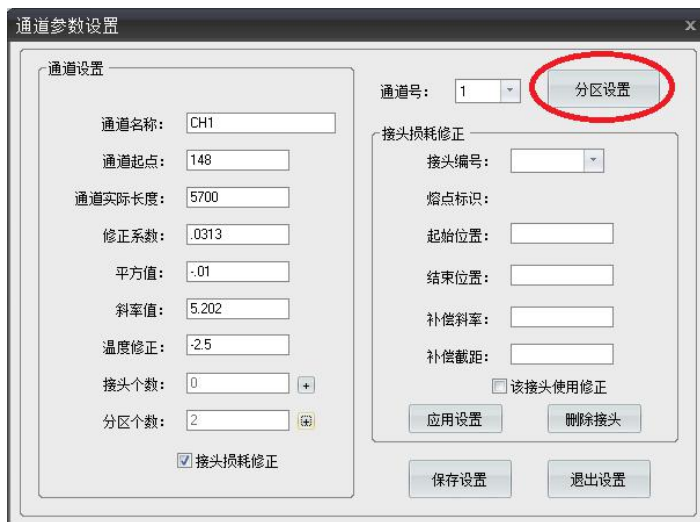 通道参数设置
x
通道设置
通道名称： CH1
通道起点： 148
通道实际长度： 5700
修正系数： .0313
平方值： -.01
斜率值： 5.202
温度修正： -2.5
接头个数： 0 +
分区个数： 2 +
接头损耗修正
通道号： 1
分区设置
接头损耗修正
接头编号：
熔点标识：
起始位置：
结束位置：
补偿斜率：
补偿截距：
该接头使用修正
应用设置 删除接头
保存设置 退出设置